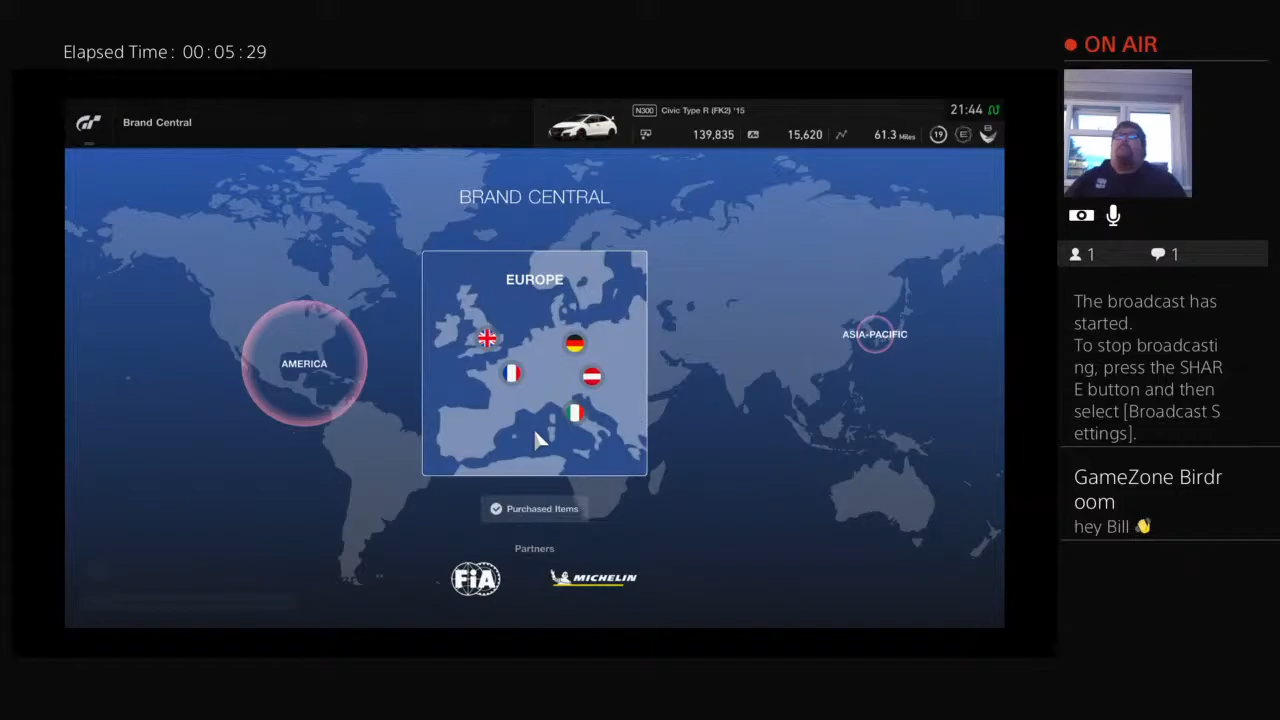 Elapsed Time: 00:05:29
ON AIR
GT
Brand Central
N300 Civic Type R (FK2) '15
21:44
139,835 15,620 61.3 Miles 19 E
BRAND CENTRAL
EUROPE
AMERICA
ASIA-PACIFIC
Purchased Items
Partners
FiA MICHELIN
1 1
The broadcast has
started.
To stop broadcasti
ng, press the SHAR
E button and then
select [Broadcast S
ettings].
GameZone Birdr
oom
hey Bill 👋